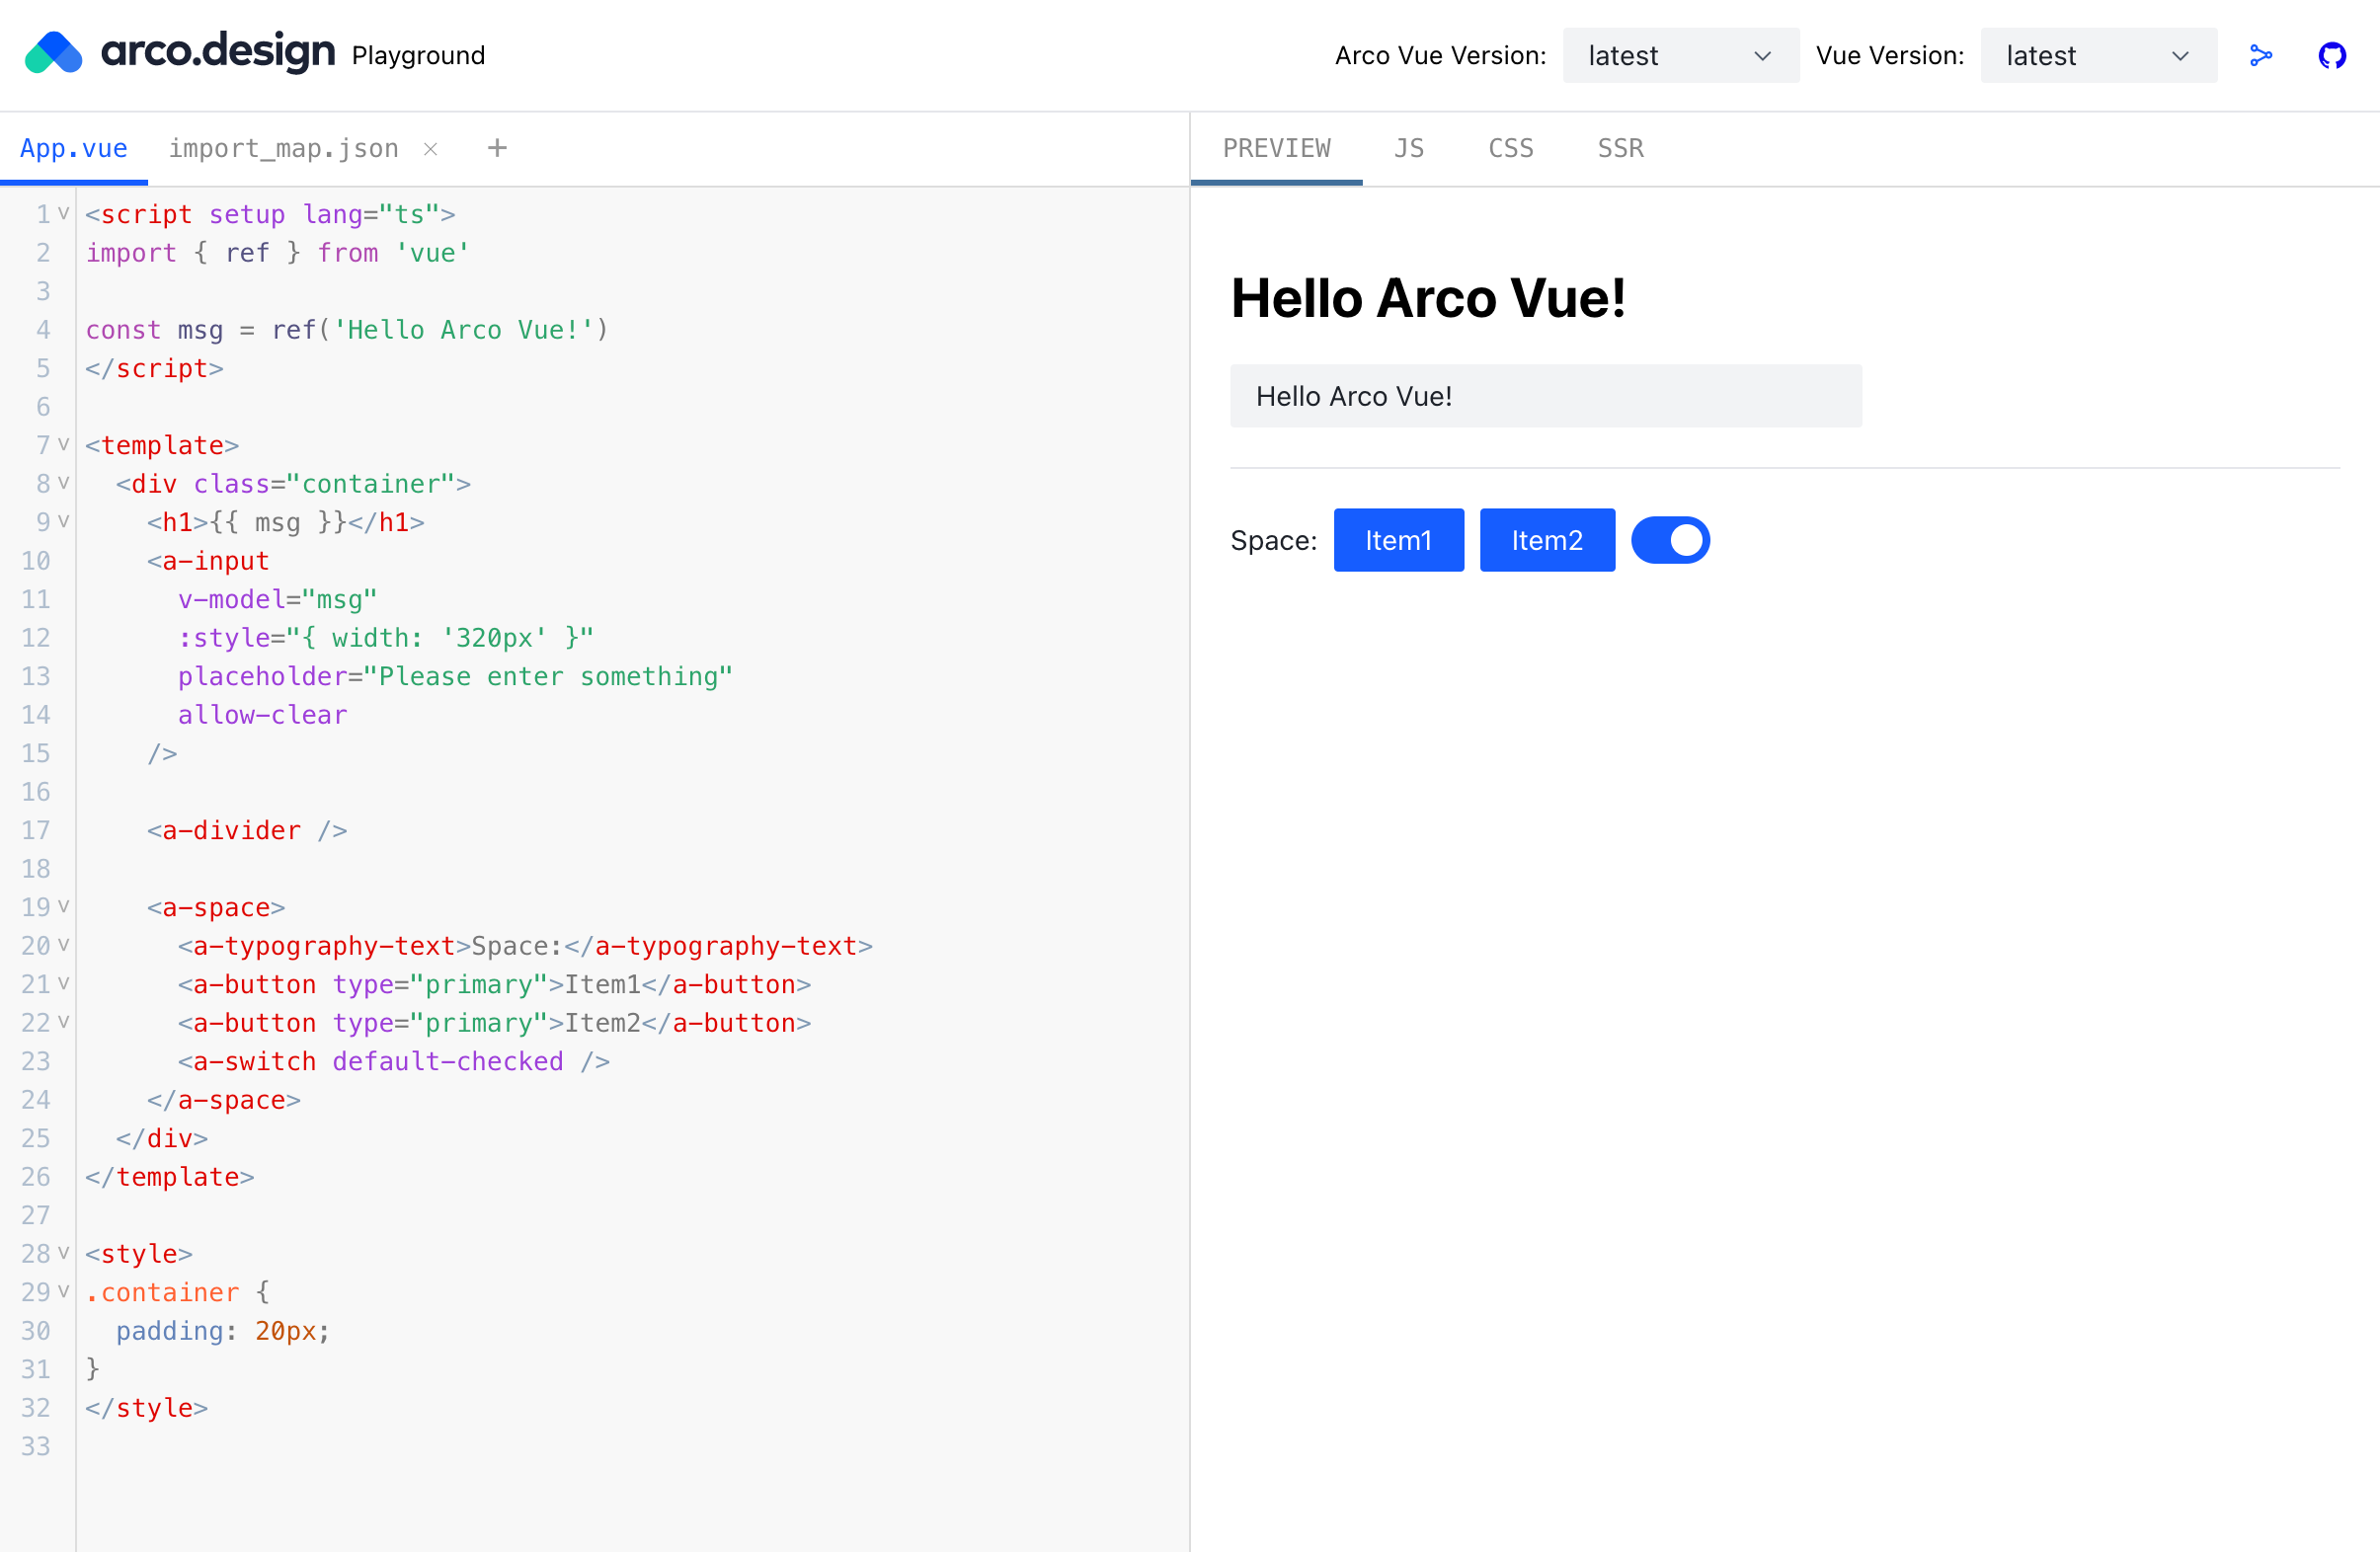 arco.design Playground Arco Vue Version: latest Vue Version: latest
App.vue import_map.json × +
1 <script setup lang="ts">
2 import { ref } from 'vue'
3
4 const msg = ref('Hello Arco Vue!')
5 </script>
6
7 <template>
8   <div class="container">
9     <h1>{{ msg }}</h1>
10     <a-input
11       v-model="msg"
12       :style="{ width: '320px' }"
13       placeholder="Please enter something"
14       allow-clear
15     />
16
17     <a-divider />
18
19     <a-space>
20       <a-typography-text>Space:</a-typography-text>
21       <a-button type="primary">Item1</a-button>
22       <a-button type="primary">Item2</a-button>
23       <a-switch default-checked />
24     </a-space>
25   </div>
26 </template>
27
28 <style>
29 .container {
30   padding: 20px;
31 }
32 </style>
33
PREVIEW JS CSS SSR
Hello Arco Vue!
Hello Arco Vue!
Space: Item1 Item2